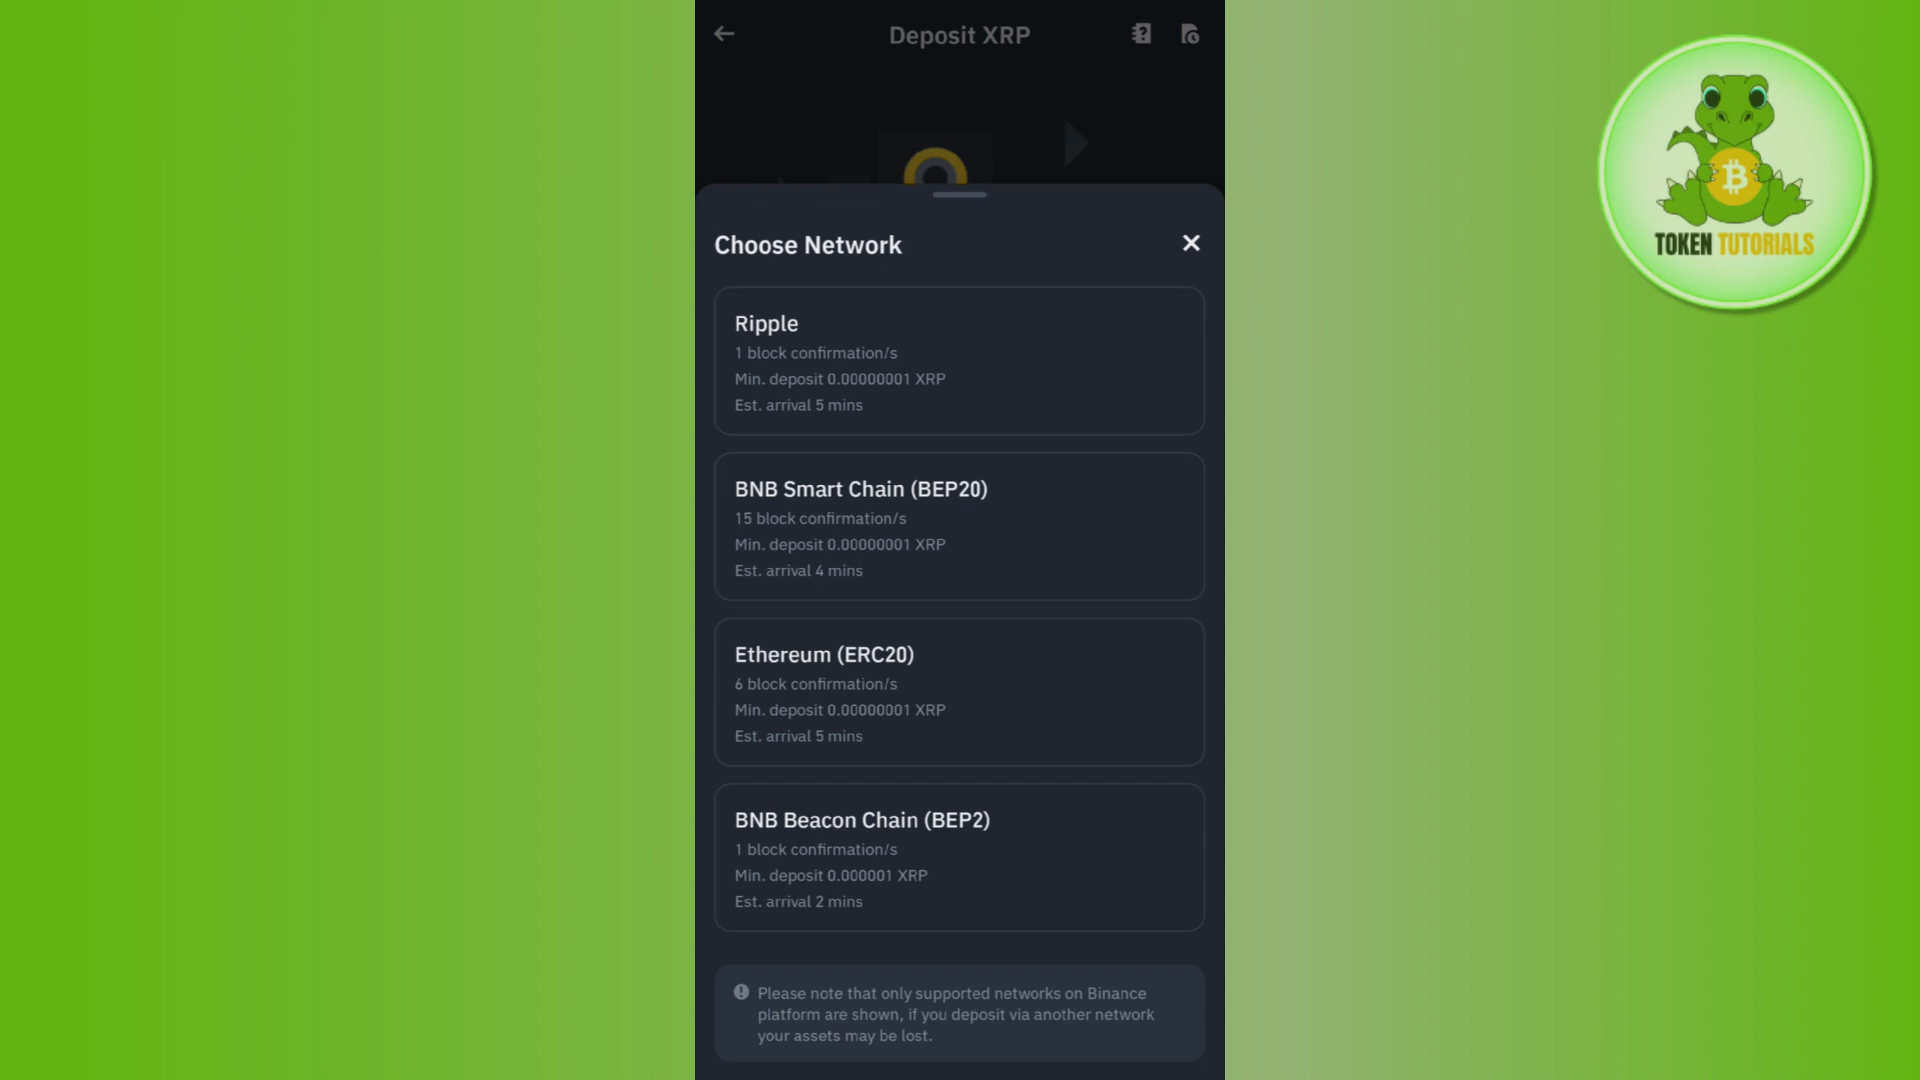 Deposit XRP
Choose Network
Ripple
1 block confirmation/s
Min. deposit 0.00000001 XRP
Est. arrival 5 mins
BNB Smart Chain (BEP20)
15 block confirmation/s
Min. deposit 0.00000001 XRP
Est. arrival 4 mins
Ethereum (ERC20)
6 block confirmation/s
Min. deposit 0.00000001 XRP
Est. arrival 5 mins
BNB Beacon Chain (BEP2)
1 block confirmation/s
Min. deposit 0.000001 XRP
Est. arrival 2 mins
Please note that only supported networks on Binance
platform are shown, if you deposit via another network
your assets may be lost.
TOKEN TUTORIALS